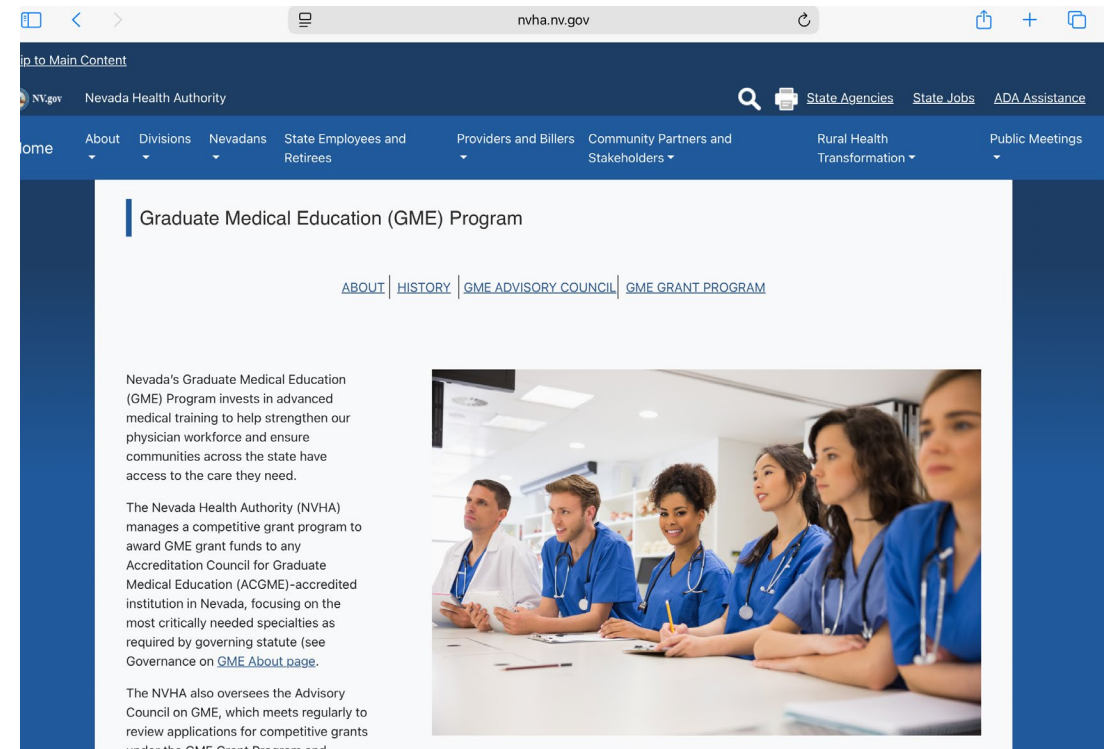 nvha.nv.gov
ip to Main Content
NV.gov Nevada Health Authority State Agencies State Jobs ADA Assistance
ome About Divisions Nevadans State Employees and Retirees Providers and Billers Community Partners and Stakeholders Rural Health Transformation Public Meetings
Graduate Medical Education (GME) Program
ABOUT HISTORY GME ADVISORY COUNCIL GME GRANT PROGRAM
Nevada's Graduate Medical Education
(GME) Program invests in advanced
medical training to help strengthen our
physician workforce and ensure
communities across the state have
access to the care they need.
The Nevada Health Authority (NVHA)
manages a competitive grant program to
award GME grant funds to any
Accreditation Council for Graduate
Medical Education (ACGME)-accredited
institution in Nevada, focusing on the
most critically needed specialties as
required by governing statute (see
Governance on GME About page.
The NVHA also oversees the Advisory
Council on GME, which meets regularly to
review applications for competitive grants
under the GME Grant Program and